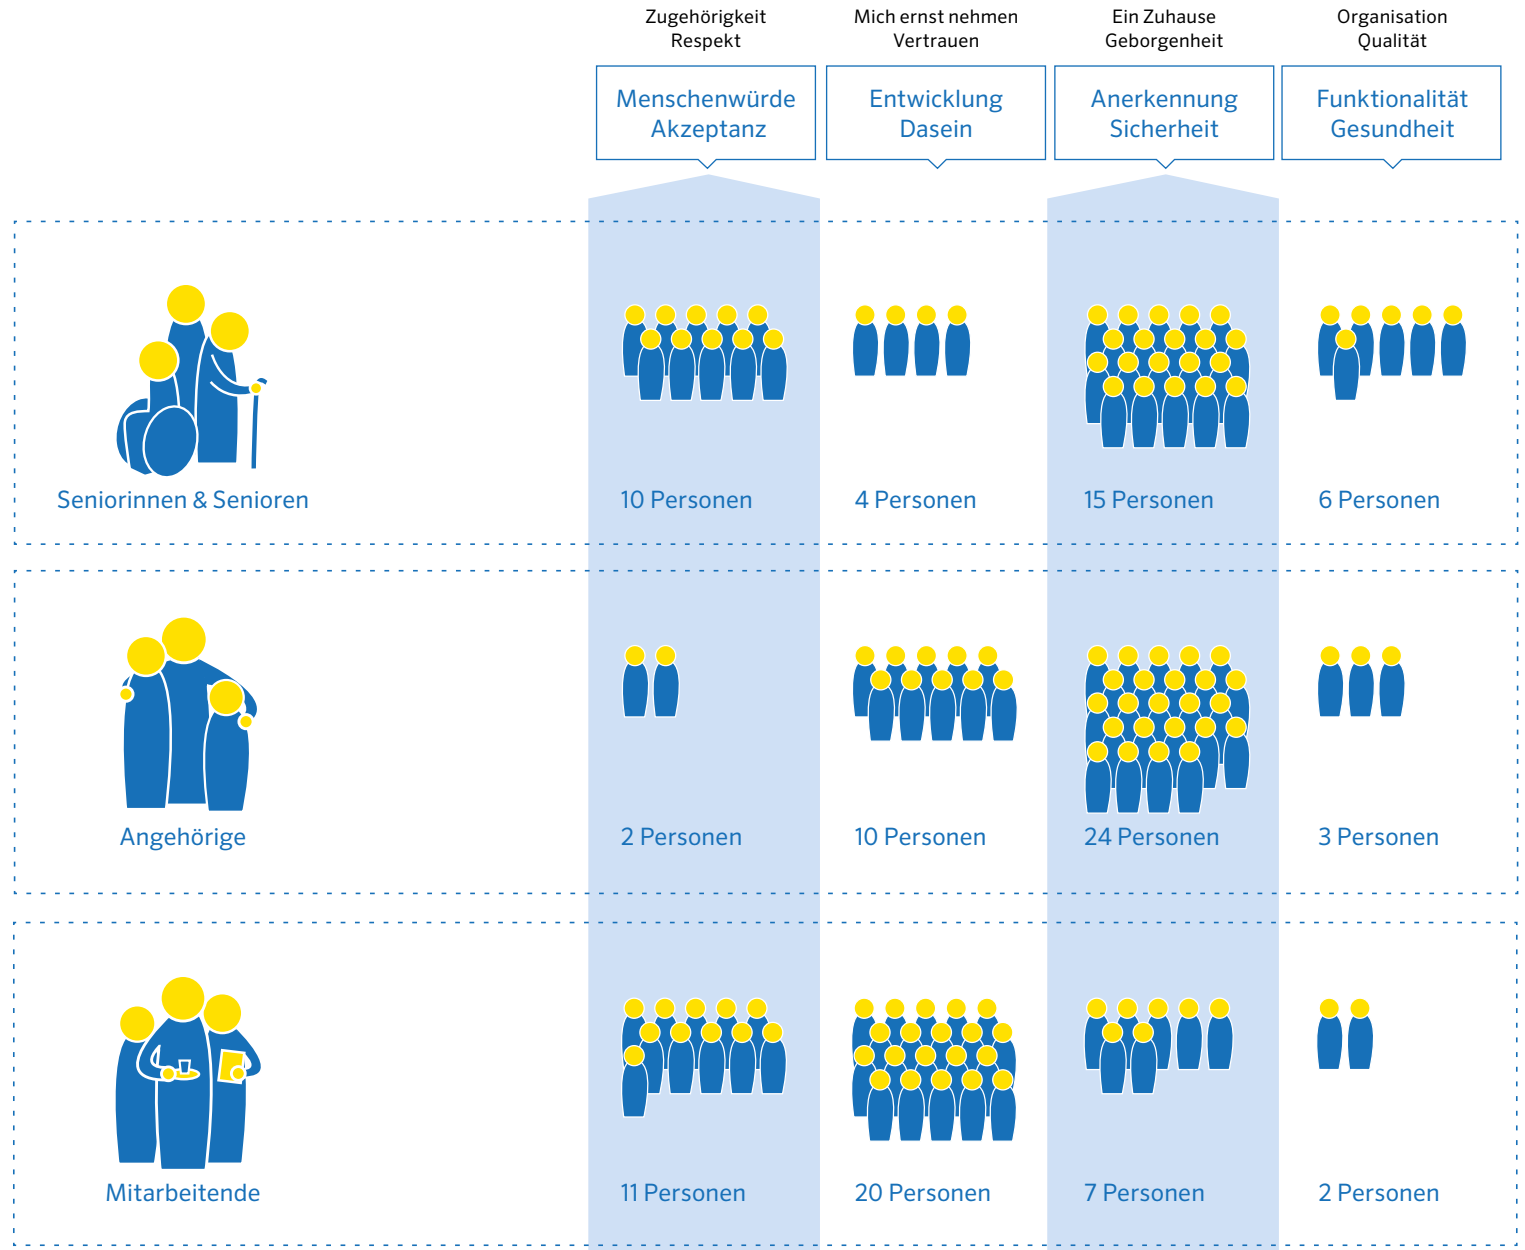 Zugehörigkeit
Respekt
Mich ernst nehmen
Vertrauen
Ein Zuhause
Geborgenheit
Organisation
Qualität
Menschenwürde
Akzeptanz
Entwicklung
Dasein
Anerkennung
Sicherheit
Funktionalität
Gesundheit
Seniorinnen & Senioren
10 Personen
4 Personen
15 Personen
6 Personen
Angehörige
2 Personen
10 Personen
24 Personen
3 Personen
Mitarbeitende
11 Personen
20 Personen
7 Personen
2 Personen